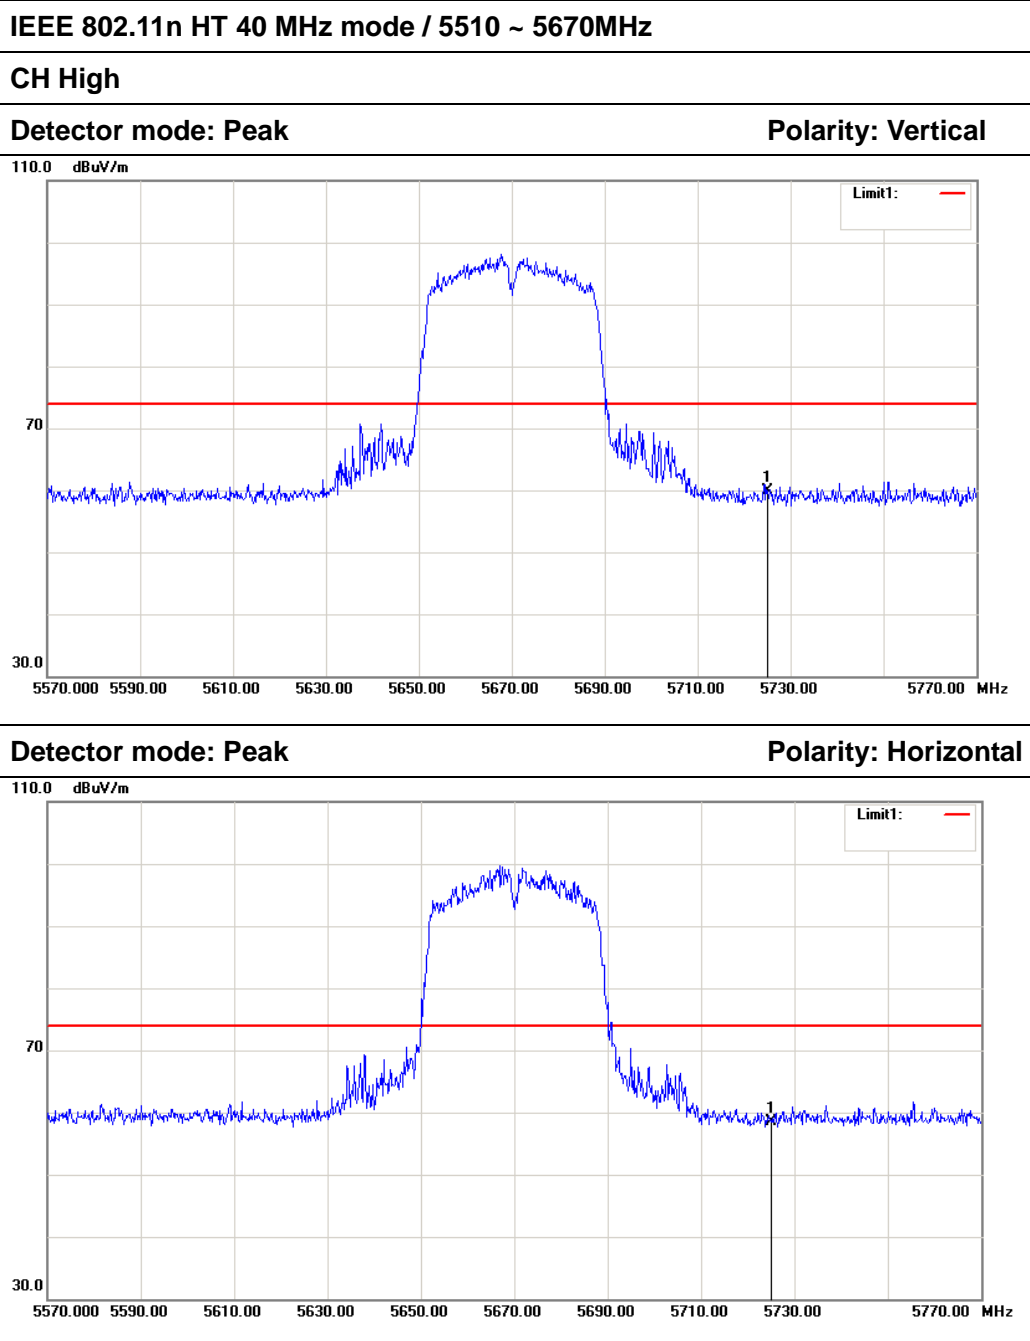 IEEE 802.11n HT 40 MHz mode / 5510 ~ 5670MHz
CH High
Detector mode: Peak Polarity: Vertical
110.0 dBuV/m
Limit1:
70
1
30.0
5570.000 5590.00 5610.00 5630.00 5650.00 5670.00 5690.00 5710.00 5730.00 5770.00 MHz
Detector mode: Peak Polarity: Horizontal
110.0 dBuV/m
Limit1:
70
1
30.0
5570.000 5590.00 5610.00 5630.00 5650.00 5670.00 5690.00 5710.00 5730.00 5770.00 MHz